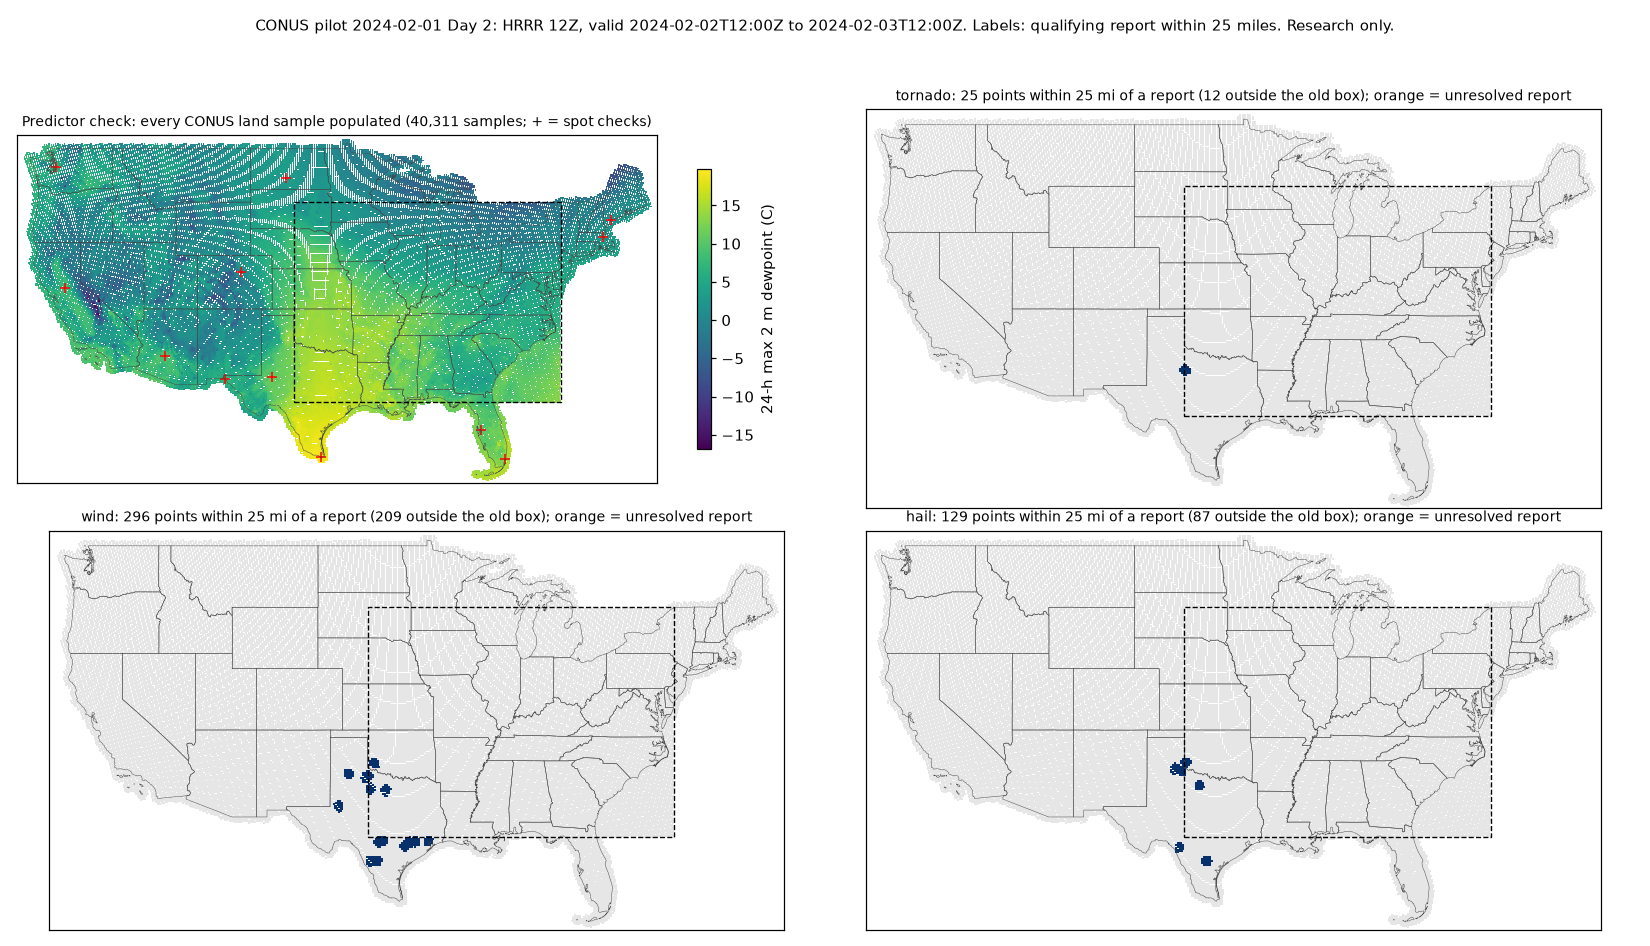 CONUS pilot 2024-02-01 Day 2: HRRR 12Z, valid 2024-02-02T12:00Z to 2024-02-03T12:00Z. Labels: qualifying report within 25 miles. Research only.
Predictor check: every CONUS land sample populated (40,311 samples; + = spot checks)
15
10
5
0
−5
−10
−15
24-h max 2 m dewpoint (C)
tornado: 25 points within 25 mi of a report (12 outside the old box); orange = unresolved report
wind: 296 points within 25 mi of a report (209 outside the old box); orange = unresolved report
hail: 129 points within 25 mi of a report (87 outside the old box); orange = unresolved report